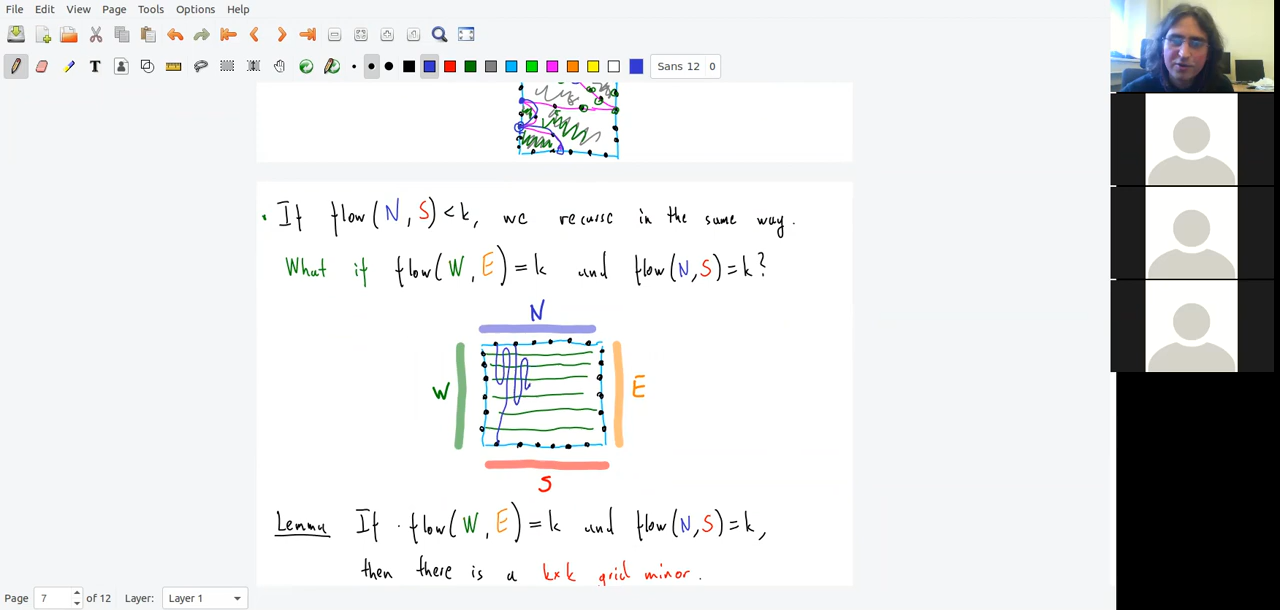 File Edit View Page Tools Options Help
Sans 12 0
• If flow(N, S) < k, we recurse in the same way.
What if flow(W, E) = k and flow(N, S) = k?
N
W
E
S
Lemma If flow(W, E) = k and flow(N, S) = k,
then there is a k×k grid minor.
Page 7 of 12 Layer: Layer 1